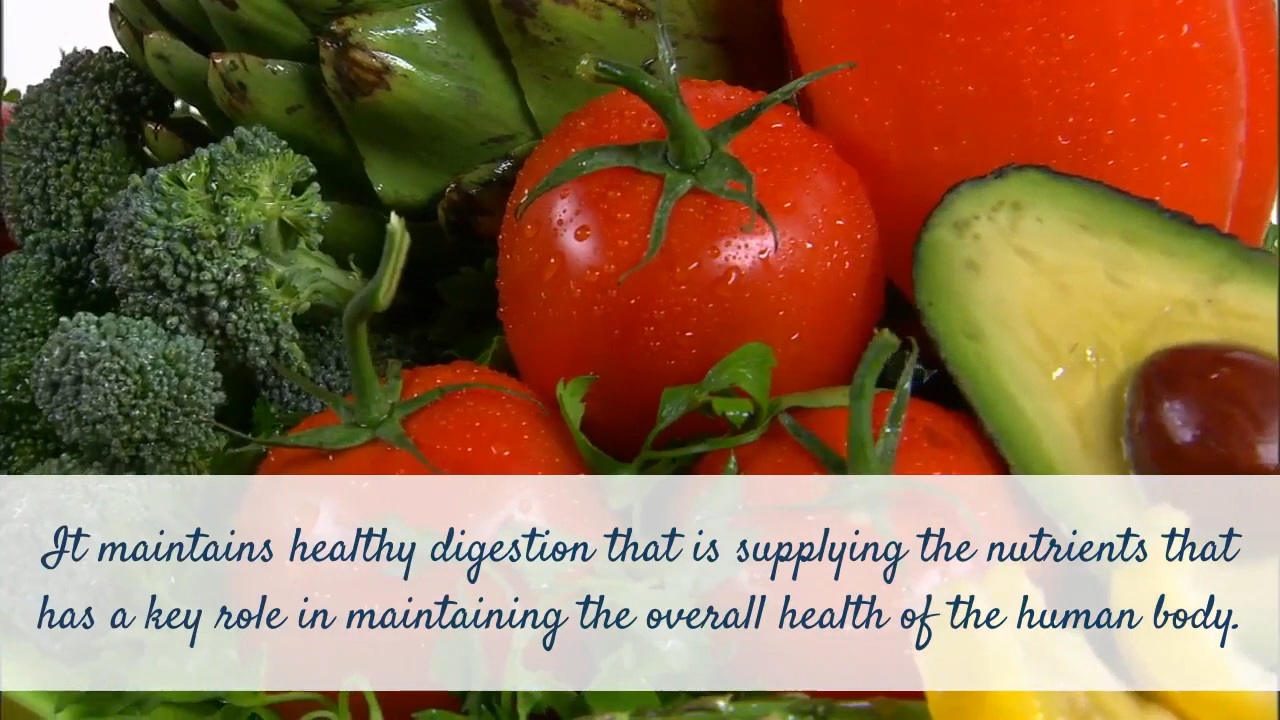 It maintains healthy digestion that is supplying the nutrients that
has a key role in maintaining the overall health of the human body.